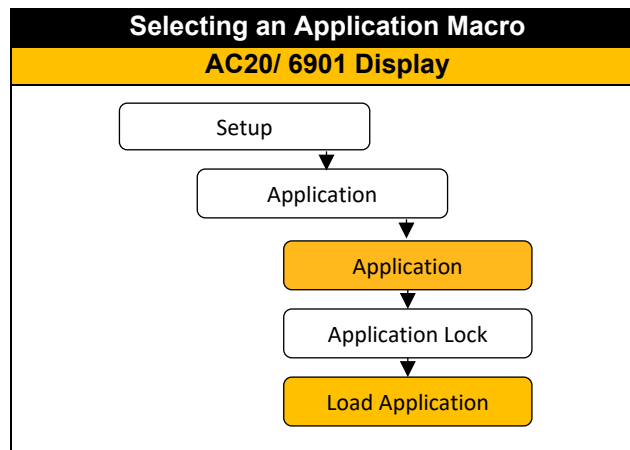 Selecting an Application Macro
AC20/ 6901 Display
Setup
Application
Application
Application Lock
Load Application